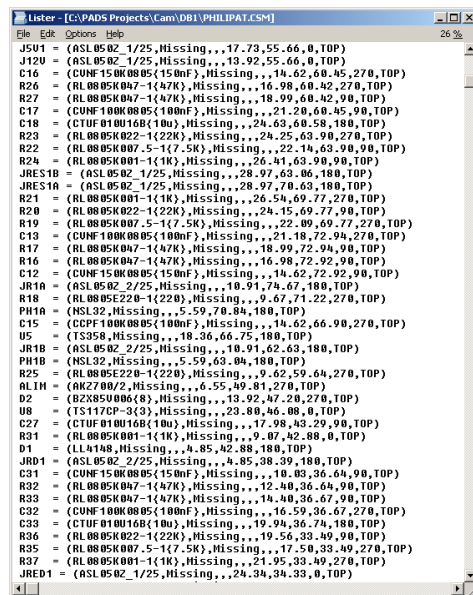 Lister - [C:\PADS Projects\Cam\DB1\PHILIPAT.CSM]
File Edit Options Help 26 %
J5V1 = (ASL050Z_1/25,Missing,,,17.73,55.66,0,TOP)
J12V = (ASL050Z_1/25,Missing,,,13.92,55.66,0,TOP)
C16 = (CVNF150K0805{150nF},Missing,,,14.62,60.45,270,TOP)
R26 = (RL0805K047-1{47K},Missing,,,16.98,60.42,270,TOP)
R27 = (RL0805K047-1{47K},Missing,,,18.99,60.42,90,TOP)
C17 = (CVNF100K0805{100nF},Missing,,,21.20,60.45,90,TOP)
C18 = (CTUF010U16B{10u},Missing,,,24.63,60.58,180,TOP)
R23 = (RL0805K022-1{22K},Missing,,,24.25,63.90,270,TOP)
R22 = (RL0805K007.5-1{7.5K},Missing,,,22.14,63.90,90,TOP)
R24 = (RL0805K001-1{1K},Missing,,,26.41,63.90,90,TOP)
JRES1B = (ASL050Z_1/25,Missing,,,28.97,63.06,180,TOP)
JRES1A = (ASL050Z_1/25,Missing,,,28.97,70.63,180,TOP)
R21 = (RL0805K001-1{1K},Missing,,,26.54,69.77,270,TOP)
R20 = (RL0805K022-1{22K},Missing,,,24.15,69.77,90,TOP)
R19 = (RL0805K007.5-1{7.5K},Missing,,,22.09,69.77,270,TOP)
C13 = (CVNF100K0805{100nF},Missing,,,21.18,72.94,270,TOP)
R17 = (RL0805K047-1{47K},Missing,,,18.99,72.94,90,TOP)
R16 = (RL0805K047-1{47K},Missing,,,16.98,72.92,90,TOP)
C12 = (CVNF150K0805{150nF},Missing,,,14.62,72.92,90,TOP)
JR1A = (ASL050Z_2/25,Missing,,,10.91,74.67,180,TOP)
R18 = (RL0805E220-1{220},Missing,,,9.67,71.22,270,TOP)
PH1A = (NSL32,Missing,,,5.59,70.84,180,TOP)
C15 = (CCPF100K0805{100nF},Missing,,,14.62,66.90,270,TOP)
U5 = (TS358,Missing,,,18.36,66.75,180,TOP)
JR1B = (ASL050Z_2/25,Missing,,,10.91,62.63,180,TOP)
PH1B = (NSL32,Missing,,,5.59,63.04,180,TOP)
R25 = (RL0805E220-1{220},Missing,,,9.62,59.64,270,TOP)
ALIM = (AKZ700/2,Missing,,,6.55,49.81,270,TOP)
D2 = (BZX85V006{8},Missing,,,13.92,47.20,270,TOP)
U8 = (TS117CP-3{3},Missing,,,23.80,46.08,0,TOP)
C27 = (CTUF010U16B{10u},Missing,,,17.98,43.29,90,TOP)
R31 = (RL0805K001-1{1K},Missing,,,9.07,42.88,0,TOP)
D1 = (LL4148,Missing,,,4.85,42.88,180,TOP)
JRD1 = (ASL050Z_2/25,Missing,,,4.85,38.39,180,TOP)
C31 = (CVNF150K0805{150nF},Missing,,,10.03,36.64,90,TOP)
R32 = (RL0805K047-1{47K},Missing,,,12.40,36.64,90,TOP)
R33 = (RL0805K047-1{47K},Missing,,,14.40,36.67,90,TOP)
C32 = (CVNF100K0805{100nF},Missing,,,16.59,36.67,270,TOP)
C33 = (CTUF010U16B{10u},Missing,,,19.94,36.74,180,TOP)
R36 = (RL0805K022-1{22K},Missing,,,19.56,33.49,90,TOP)
R35 = (RL0805K007.5-1{7.5K},Missing,,,17.50,33.49,270,TOP)
R37 = (RL0805K001-1{1K},Missing,,,21.95,33.49,270,TOP)
JRED1 = (ASL050Z_1/25,Missing,,,24.34,34.33,0,TOP)